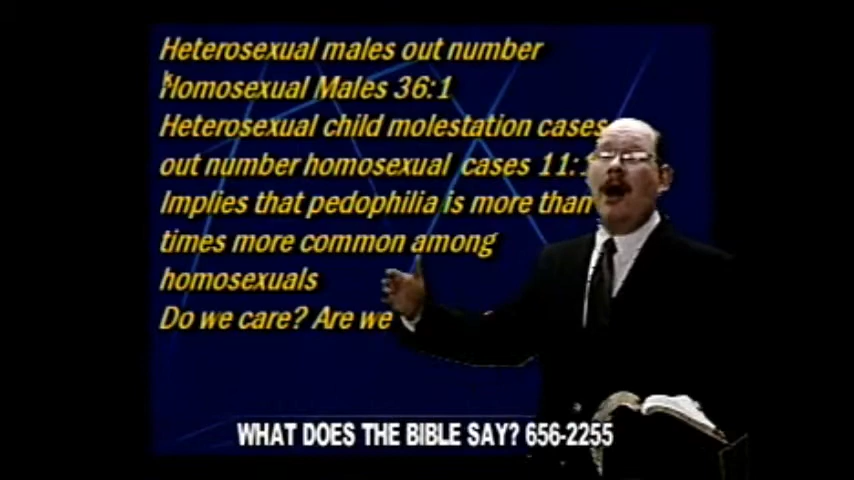 Heterosexual males out number
Homosexual Males 36:1
Heterosexual child molestation cases
out number homosexual cases 11:
Implies that pedophilia is more than
times more common among
homosexuals
Do we care? Are we
WHAT DOES THE BIBLE SAY? 656-2255